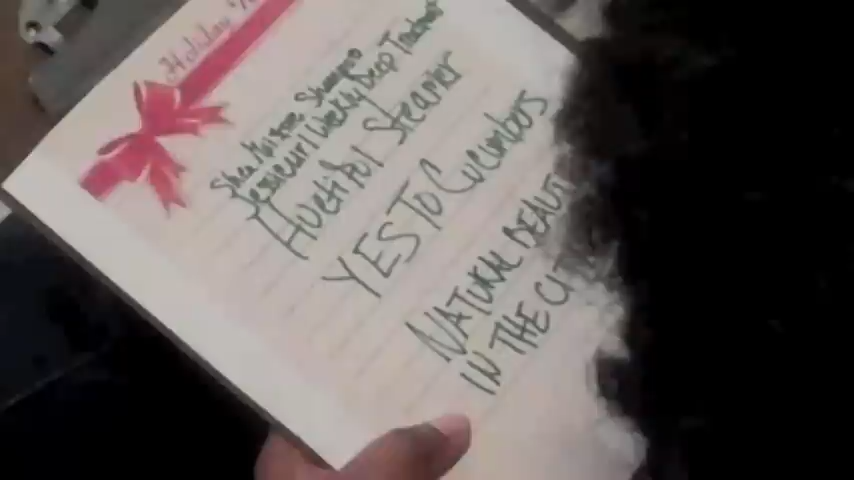 Holiday
Shea Moisture Shampoo
Jessicurl Weekly Deep Treatment
Huetiful Steamer
YES TO Cucumbers
NATURAL BEAUT
IN THE CIT